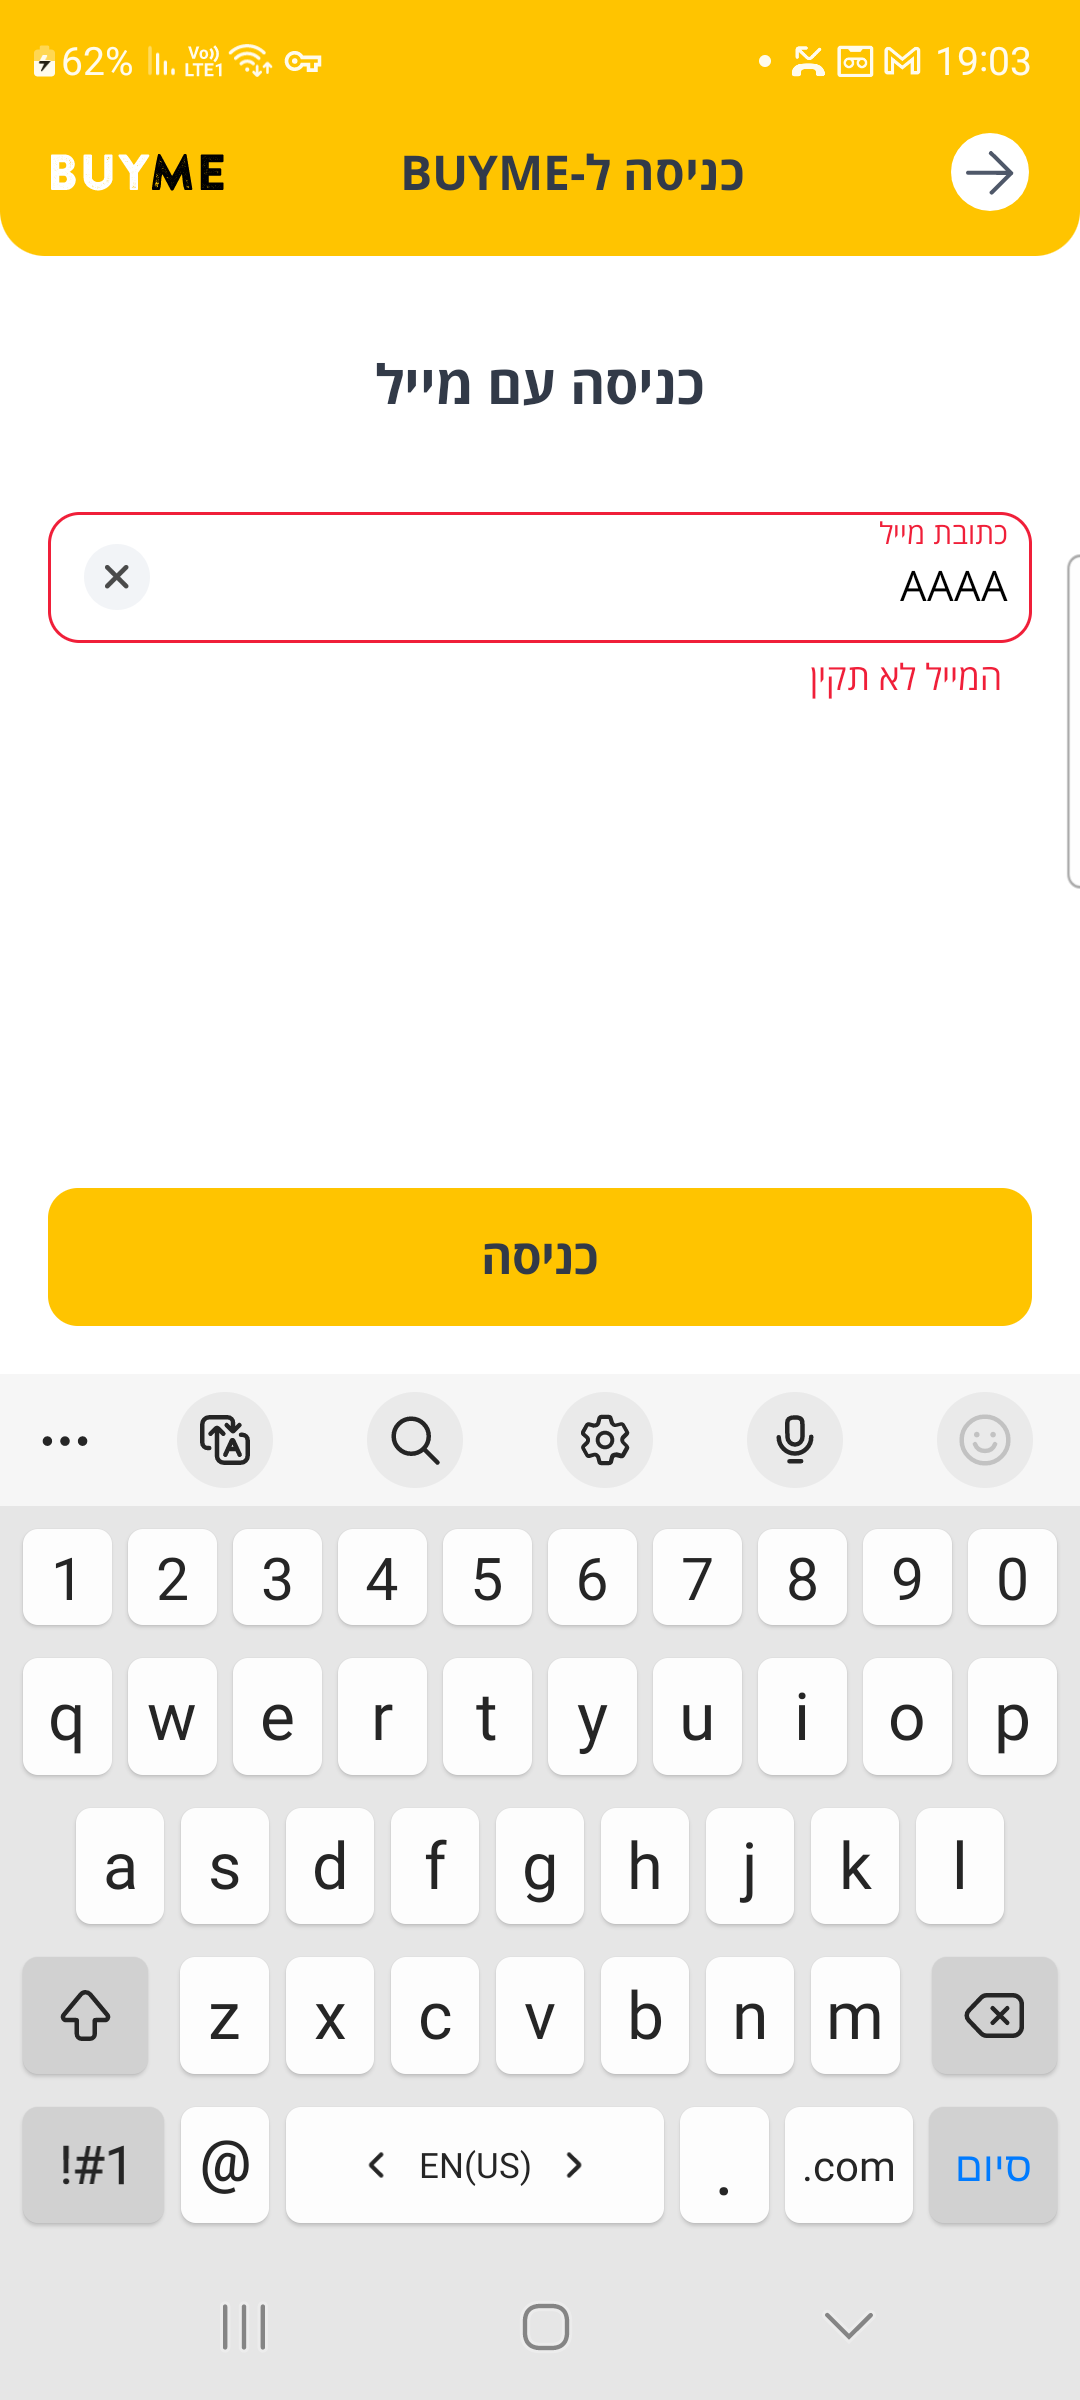 62% Vo)) LTE1 19:03
BUYME כניסה ל-BUYME
כניסה עם מייל
כתובת מייל
AAAA
המייל לא תקין
כניסה
1 2 3 4 5 6 7 8 9 0
q w e r t y u i o p
a s d f g h j k l
z x c v b n m
!#1 @ EN(US) . .com סיום